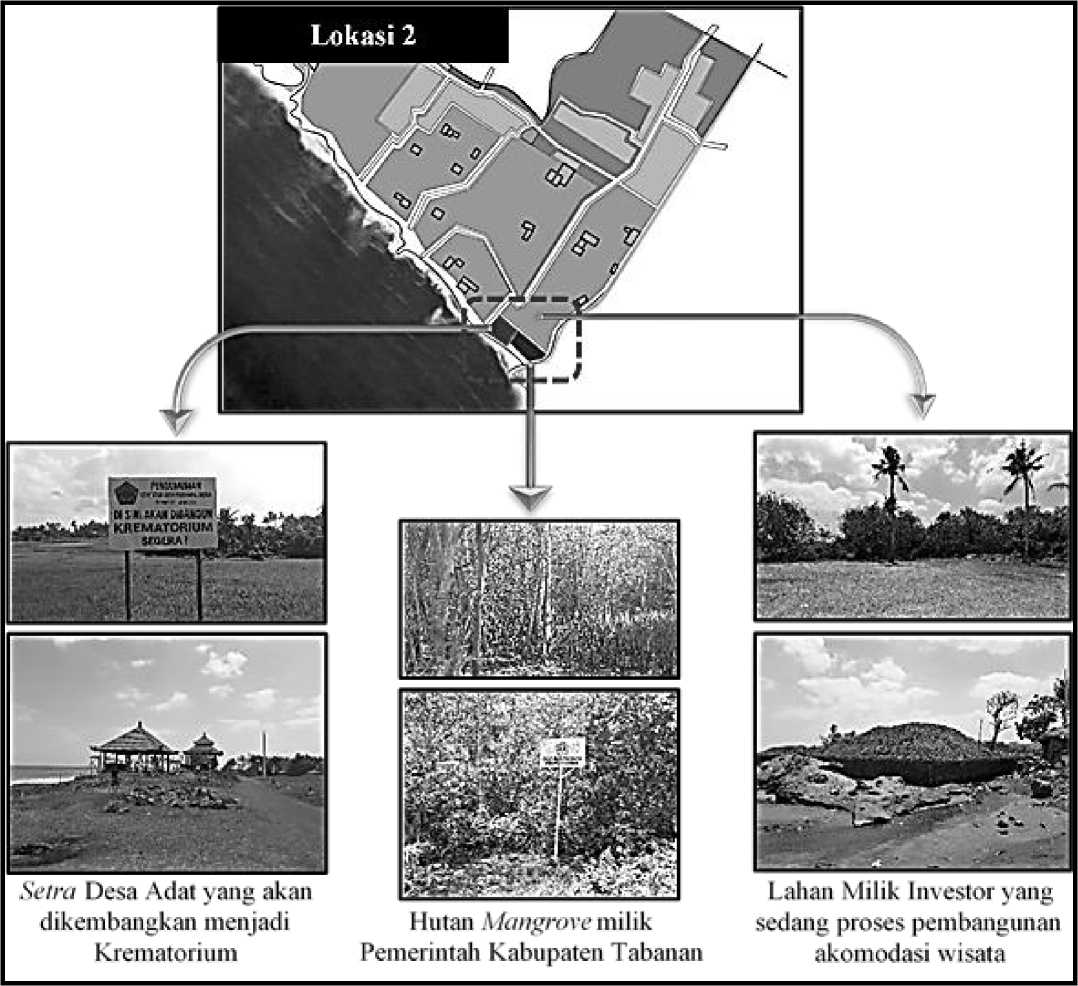 Lokasi 2
PENGUMUMAN
DI SINI AKAN DIBANGUN
KREMATORIUM
SEGERA !
Setra Desa Adat yang akan
dikembangkan menjadi
Krematorium
Hutan Mangrove milik
Pemerintah Kabupaten Tabanan
Lahan Milik Investor yang
sedang proses pembangunan
akomodasi wisata